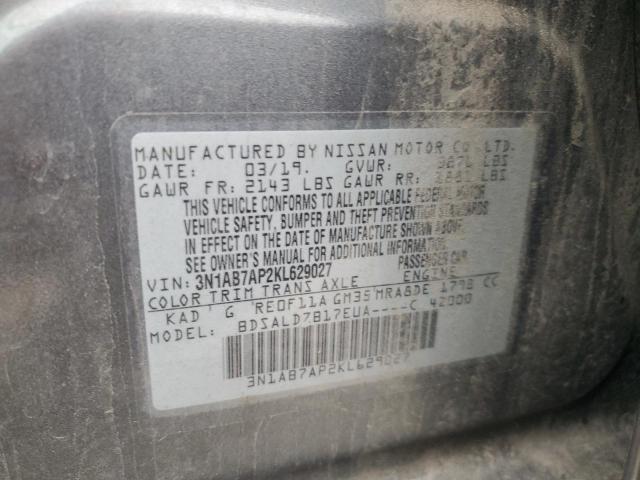 MANUFACTURED BY NISSAN MOTOR CO., LTD.
DATE: 03/19. GVWR: LBS
GAWR FR: 2143 LBS GAWR RR: LBS
THIS VEHICLE CONFORMS TO ALL APPLICABLE FEDERAL MOTOR
VEHICLE SAFETY, BUMPER AND THEFT PREVENTION STANDARDS
IN EFFECT ON THE DATE OF MANUFACTURE SHOWN ABOVE.
SEE OWNER'S MANUAL FOR ADDITIONAL INFORMATION.
VIN: 3N1AB7AP2KL629027 PASSENGER CAR
COLOR TRIM TRANS AXLE ENGINE
KAD G RE0F11A GM35 MRA8DE 1798 CC
MODEL: BDSALD7B17EUA----C 42000
3N1AB7AP2KL629027